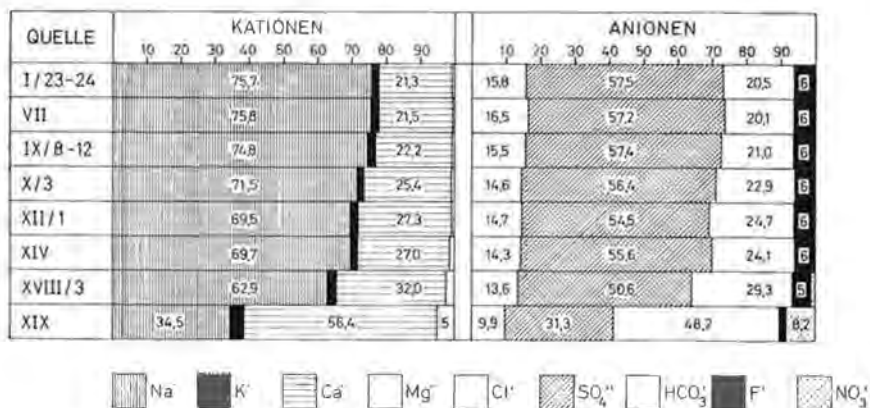 QUELLE KATIONEN ANIONEN
10 20 30 40 50 60 70 80 90 10 20 30 40 50 60 70 80 90
I/23-24 75,7 21,3 15,8 57,5 20,5 6
VII 75,8 21,5 16,5 57,2 20,1 6
IX/8-12 74,8 22,2 15,5 57,4 21,0 6
X/3 71,5 25,4 14,6 56,4 22,9 6
XII/1 69,5 27,3 14,7 54,5 24,7 6
XIV 69,7 27,0 14,3 55,6 24,1 6
XVIII/3 62,9 32,0 13,6 50,6 29,3 5
XIX 34,5 56,4 5 9,9 31,3 48,2 8,2
Na· K· Ca·· Mg·· Cl' SO₄'' HCO₃' F' NO₃'